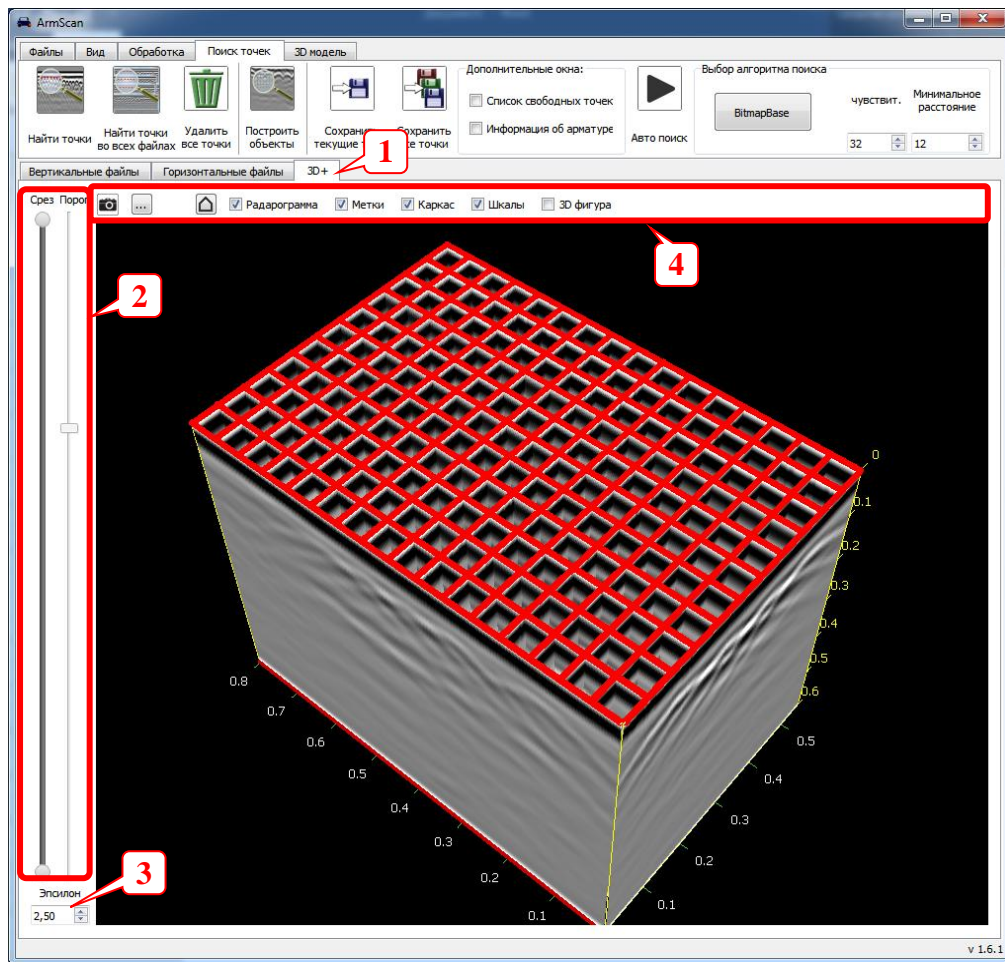 ArmScan
Файлы Вид Обработка Поиск точек 3D модель
Найти точки
Найти точки
во всех файлах
Удалить
все точки
Построить
объекты
Сохранить
текущие
Сохранить
все точки
Дополнительные окна:
Список свободных точек
Информация об арматуре
Авто поиск
Выбор алгоритма поиска
BitmapBase
чувствит.
32
Минимальное
расстояние
12
1
Вертикальные файлы Горизонтальные файлы 3D+
Срез Порог
...
Радарограмма Метки Каркас Шкалы 3D фигура
4
2
0
0.1
0.2
0.3
0.4
0.5
0.6
0.8
0.7
0.6
0.5
0.4
0.3
0.2
0.1
0.5
0.4
0.3
0.2
0.1
3
Эпсилон
2,50
v 1.6.1